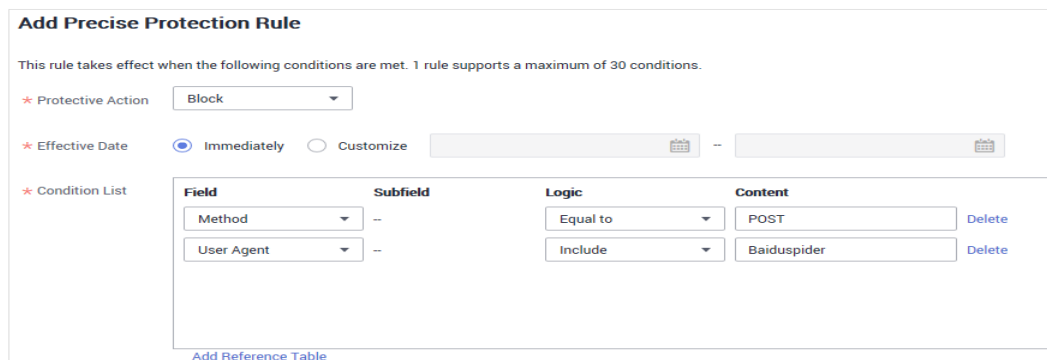 Add Precise Protection Rule
This rule takes effect when the following conditions are met. 1 rule supports a maximum of 30 conditions.
* Protective Action Block
* Effective Date Immediately Customize --
* Condition List Field Subfield Logic Content
Method -- Equal to POST Delete
User Agent -- Include Baiduspider Delete
Add Reference Table